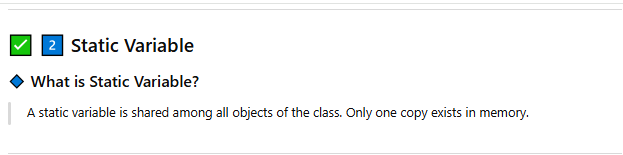 ✅ 2️⃣ Static Variable
🔷 What is Static Variable?
A static variable is shared among all objects of the class. Only one copy exists in memory.